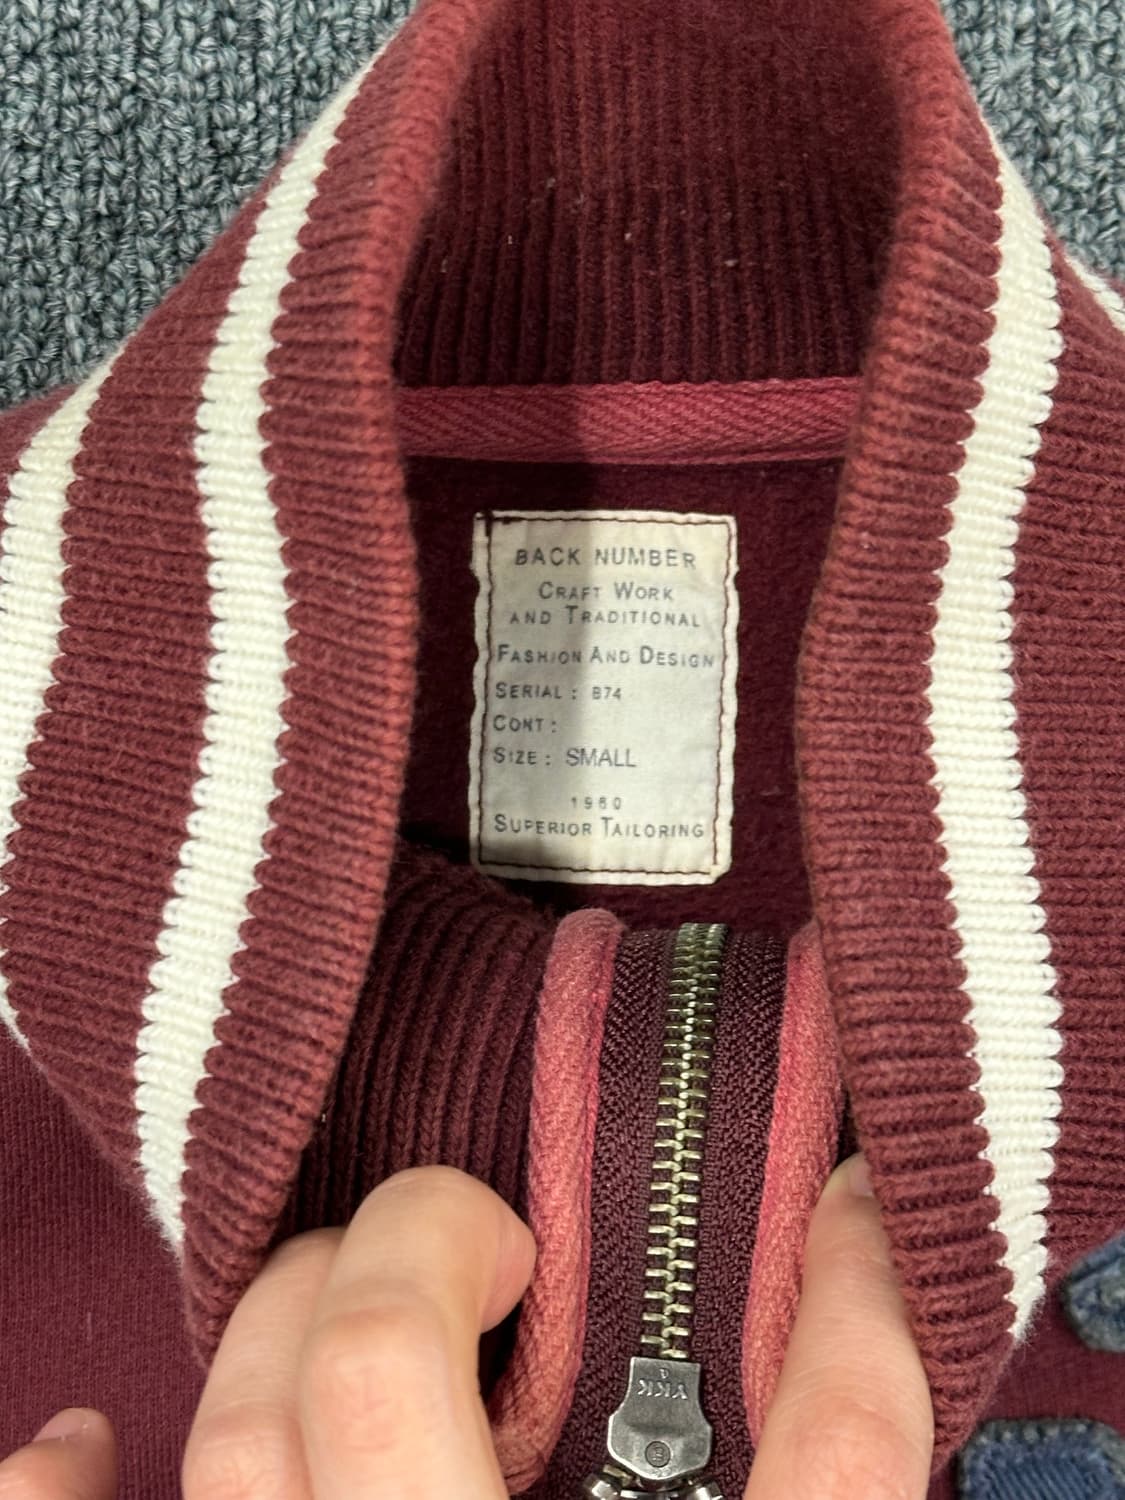 BACK NUMBER
CRAFT WORK
AND TRADITIONAL
FASHION AND DESIGN
SERIAL : B74
CONT :
SIZE : SMALL
1960
SUPERIOR TAILORING
YKK